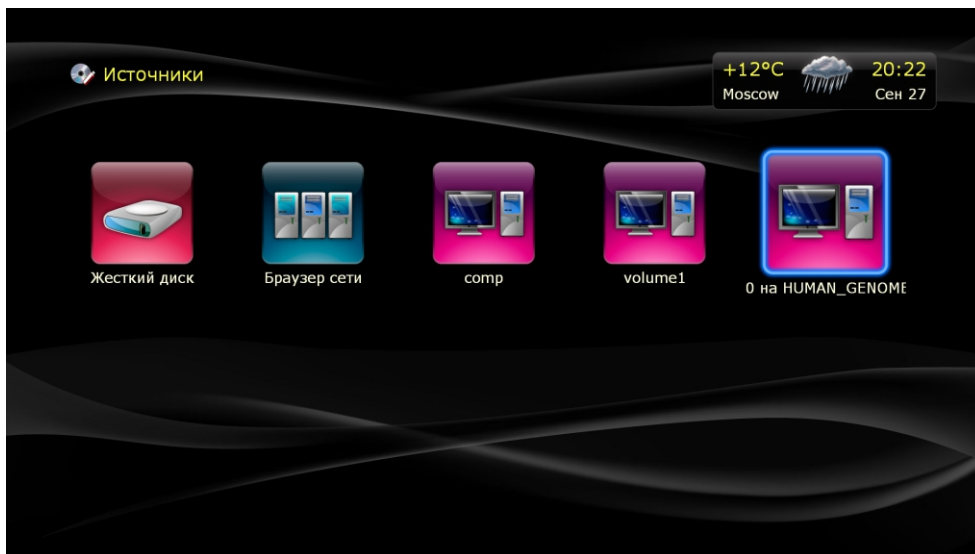 Источники
+12°C 20:22
Moscow Сен 27
Жесткий диск
Браузер сети
comp
volume1
0 на HUMAN_GENOME